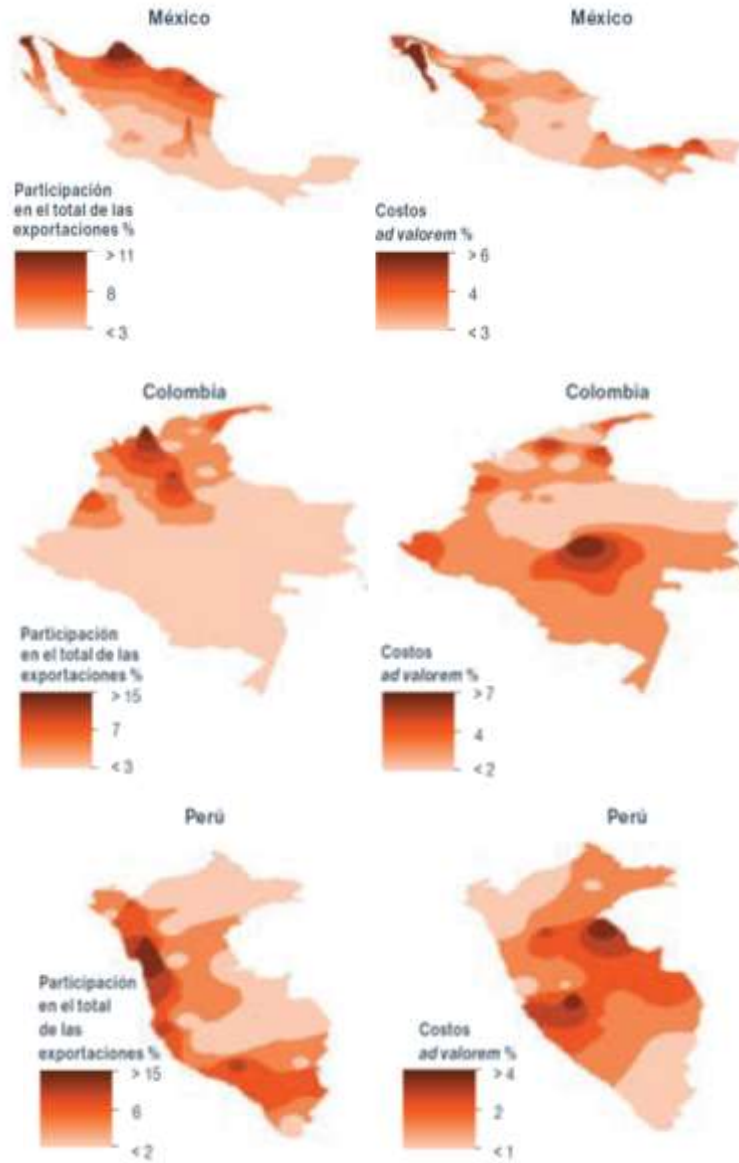 México
México
Participación
en el total de las
exportaciones %
> 11
8
< 3
Costos
ad valorem %
> 6
4
< 3
Colombia
Colombia
Participación
en el total de las
exportaciones %
> 15
7
< 3
Costos
ad valorem %
> 7
4
< 2
Perú
Perú
Participación
en el total
de las
exportaciones %
> 15
6
< 2
Costos
ad valorem %
> 4
2
< 1